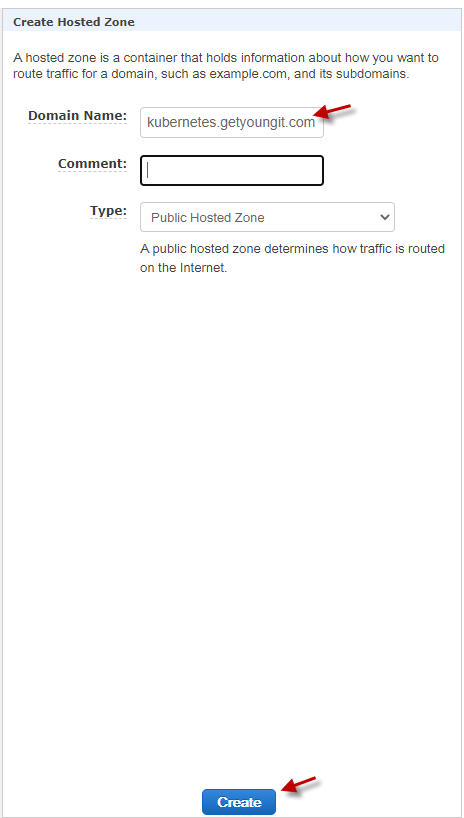 Create Hosted Zone
A hosted zone is a container that holds information about how you want to
route traffic for a domain, such as example.com, and its subdomains.
Domain Name: kubernetes.getyoungit.com
Comment:
Type: Public Hosted Zone
A public hosted zone determines how traffic is routed
on the Internet.
Create